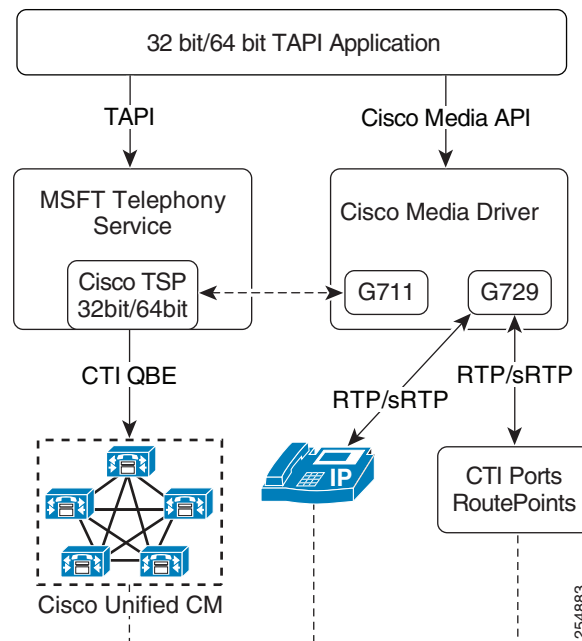 32 bit/64 bit TAPI Application
TAPI
Cisco Media API
MSFT Telephony
Service
Cisco Media Driver
Cisco TSP
32bit/64bit
G711
G729
CTI QBE
RTP/sRTP
RTP/sRTP
IP
CTI Ports
RoutePoints
Cisco Unified CM
254883